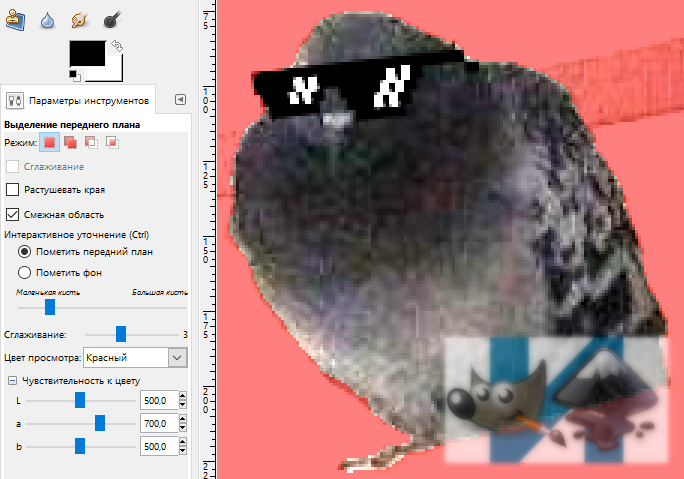 Параметры инструментов
Выделение переднего плана
Режим:
Сглаживание
Растушевать края
Смежная область
Интерактивное уточнение (Ctrl)
Пометить передний план
Пометить фон
Маленькая кисть Большая кисть
Сглаживание: 3
Цвет просмотра: Красный
Чувствительность к цвету
L 500,0
a 700,0
b 500,0
75
100
125
150
175
200
22